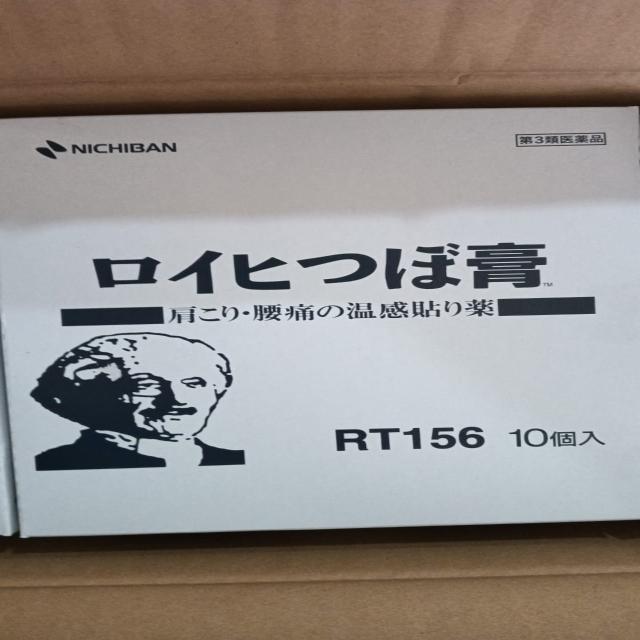 NICHIBAN
第3類医薬品
ロイヒつぼ膏™
肩こり・腰痛の温感貼り薬
RT156 10個入